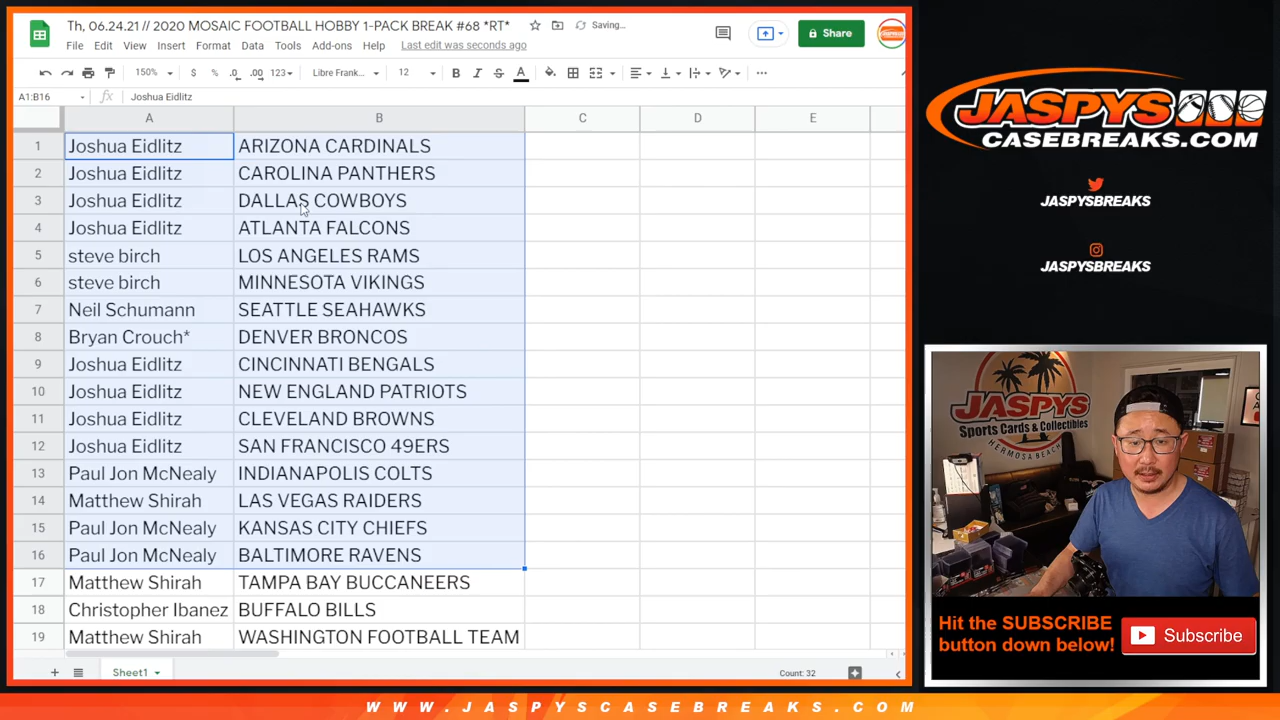 Th, 06.24.21 // 2020 MOSAIC FOOTBALL HOBBY 1-PACK BREAK #68 *RT*
Saving...
File Edit View Insert Format Data Tools Add-ons Help Last edit was seconds ago
Share
150% $ % .0 .00 123 Libre Frank... 12 B I S A
A1:B16 fx Joshua Eidlitz
A B C D E
1 Joshua Eidlitz ARIZONA CARDINALS
2 Joshua Eidlitz CAROLINA PANTHERS
3 Joshua Eidlitz DALLAS COWBOYS
4 Joshua Eidlitz ATLANTA FALCONS
5 steve birch LOS ANGELES RAMS
6 steve birch MINNESOTA VIKINGS
7 Neil Schumann SEATTLE SEAHAWKS
8 Bryan Crouch* DENVER BRONCOS
9 Joshua Eidlitz CINCINNATI BENGALS
10 Joshua Eidlitz NEW ENGLAND PATRIOTS
11 Joshua Eidlitz CLEVELAND BROWNS
12 Joshua Eidlitz SAN FRANCISCO 49ERS
13 Paul Jon McNealy INDIANAPOLIS COLTS
14 Matthew Shirah LAS VEGAS RAIDERS
15 Paul Jon McNealy KANSAS CITY CHIEFS
16 Paul Jon McNealy BALTIMORE RAVENS
17 Matthew Shirah TAMPA BAY BUCCANEERS
18 Christopher Ibanez BUFFALO BILLS
19 Matthew Shirah WASHINGTON FOOTBALL TEAM
Sheet1
Count: 32
JASPYS
CASEBREAKS.COM
JASPYSBREAKS
JASPYSBREAKS
JASPYS
Sports Cards & Collectibles
HERMOSA BEACH
Hit the SUBSCRIBE
button down below!
Subscribe
WWW.JASPYSCASEBREAKS.COM